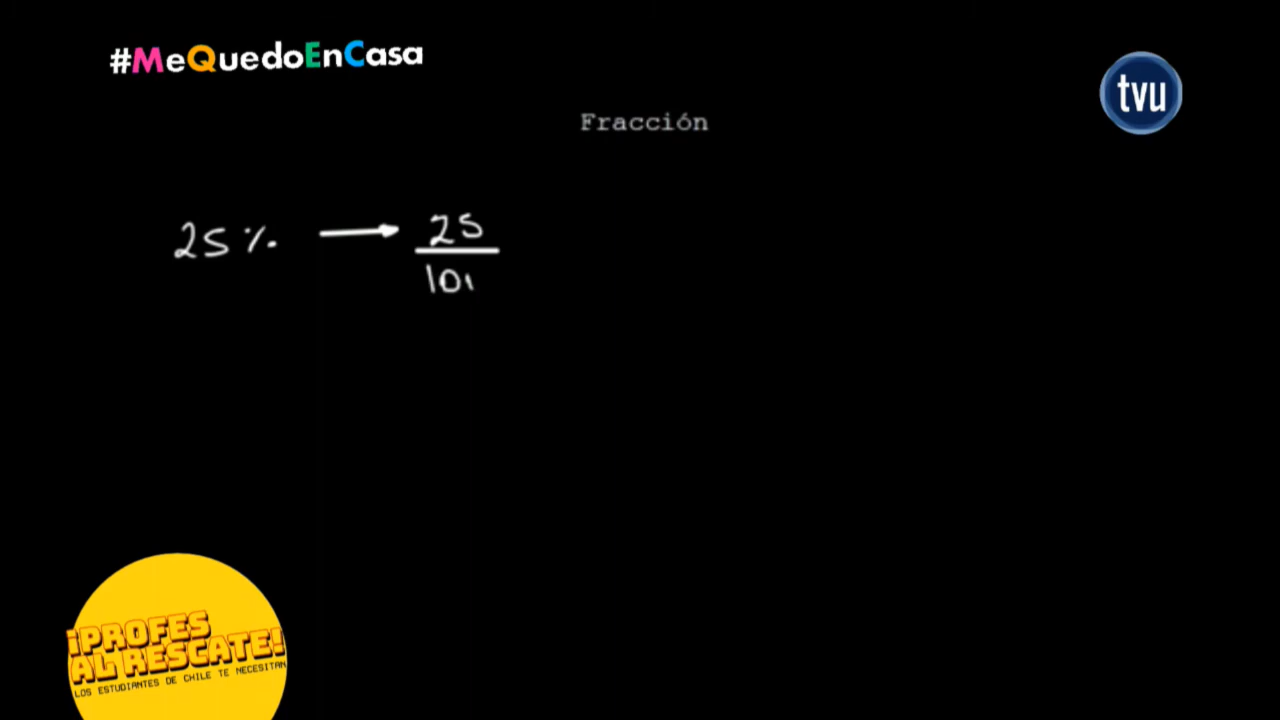 #MeQuedoEnCasa
tvu
Fracción
25% → 25
10
¡PROFES
AL RESCATE!
LOS ESTUDIANTES DE CHILE TE NECESITAN